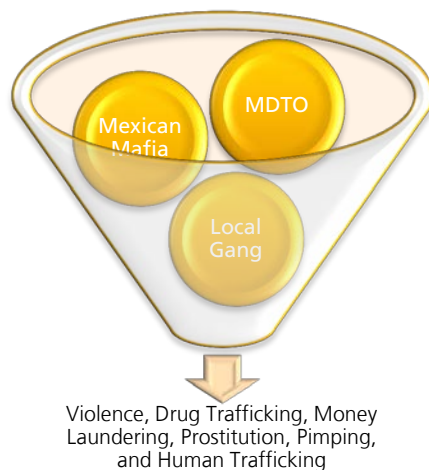 MDTO
Mexican
Mafia
Local
Gang
Violence, Drug Trafficking, Money
Laundering, Prostitution, Pimping,
and Human Trafficking